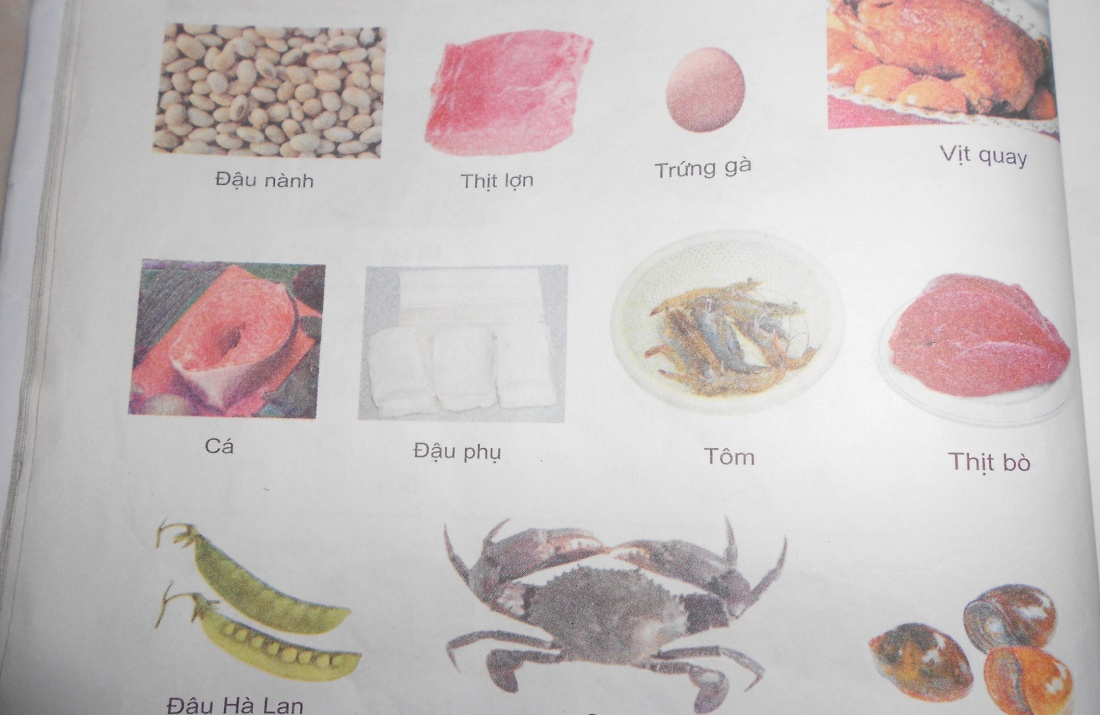 Đậu nành
Thịt lợn
Trứng gà
Vịt quay
Cá
Đậu phụ
Tôm
Thịt bò
Đậu Hà Lan